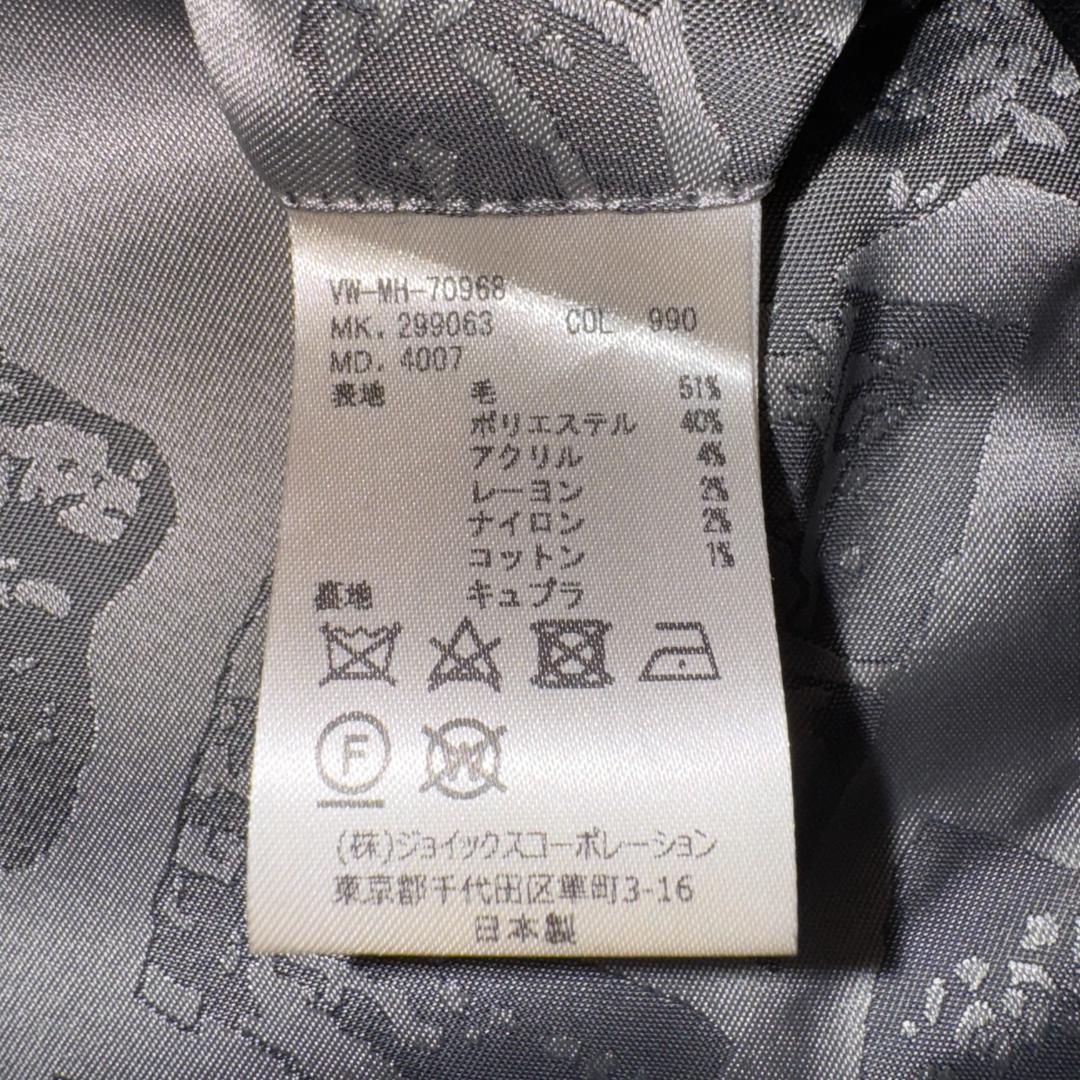 VW-MH-70968
MK. 299063 COL 990
MD. 4007
表地 毛 51%
ポリエステル 40%
アクリル 4%
レーヨン 2%
ナイロン 2%
コットン 1%
裏地 キュプラ
F
W
(株)ジョイックスコーポレーション
東京都千代田区隼町3-16
日本製